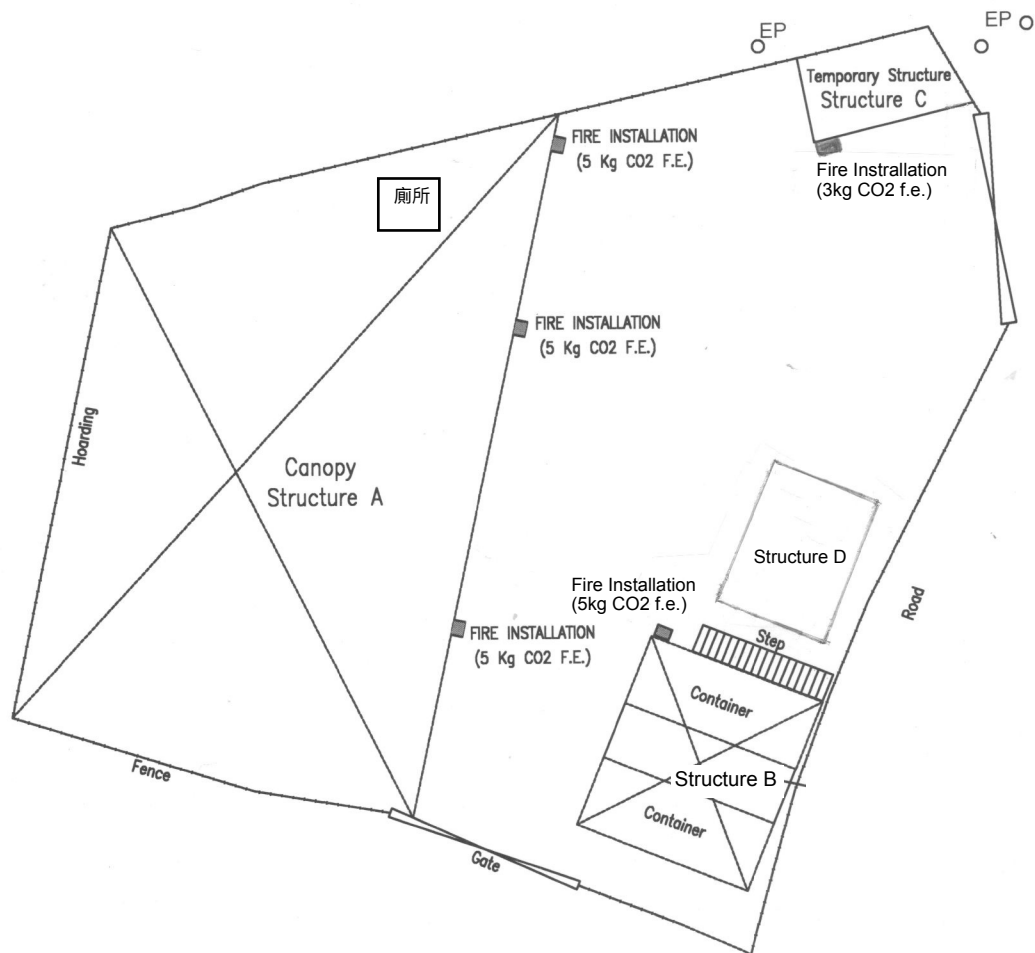 EP
EP
Temporary Structure
Structure C
FIRE INSTALLATION
(5 Kg CO2 F.E.)
Fire Instrallation
(3kg CO2 f.e.)
廁所
FIRE INSTALLATION
(5 Kg CO2 F.E.)
Hoarding
Canopy
Structure A
Structure D
Fire Installation
(5kg CO2 f.e.)
Road
FIRE INSTALLATION
(5 Kg CO2 F.E.)
Step
Container
Structure B
Fence
Container
Gate